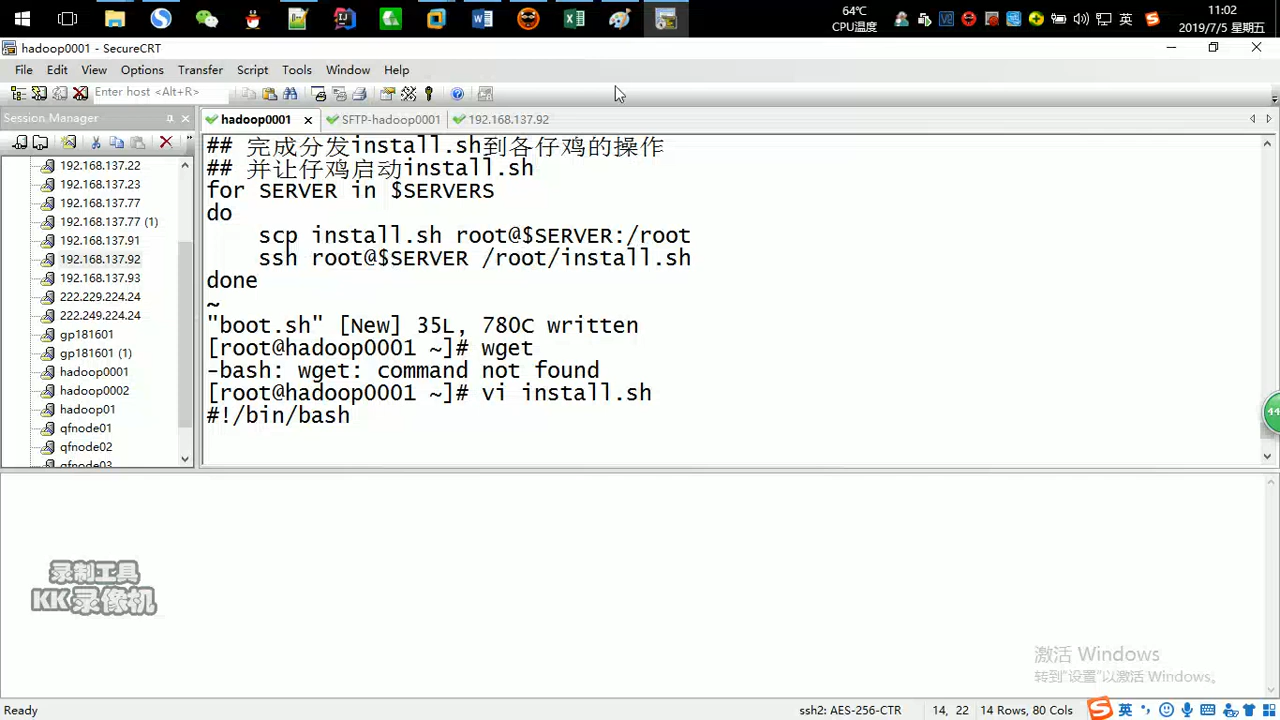 64℃
CPU温度
英
11:02
2019/7/5 星期五
hadoop0001 - SecureCRT
File Edit View Options Transfer Script Tools Window Help
Enter host <Alt+R>
Session Manager
hadoop0001
SFTP-hadoop0001
192.168.137.92
192.168.137.22
192.168.137.23
192.168.137.77
192.168.137.77 (1)
192.168.137.91
192.168.137.92
192.168.137.93
222.229.224.24
222.249.224.24
gp181601
gp181601 (1)
hadoop0001
hadoop0002
hadoop01
qfnode01
qfnode02
qfnode03
## 完成分发install.sh到各仔鸡的操作
## 并让仔鸡启动install.sh
for SERVER in $SERVERS
do
scp install.sh root@$SERVER:/root
ssh root@$SERVER /root/install.sh
done
~
"boot.sh" [New] 35L, 780C written
[root@hadoop0001 ~]# wget
-bash: wget: command not found
[root@hadoop0001 ~]# vi install.sh
#!/bin/bash
44
录制工具
KK录像机
激活 Windows
转到"设置"以激活 Windows。
Ready
ssh2: AES-256-CTR
14, 22
14 Rows, 80 Cols
英